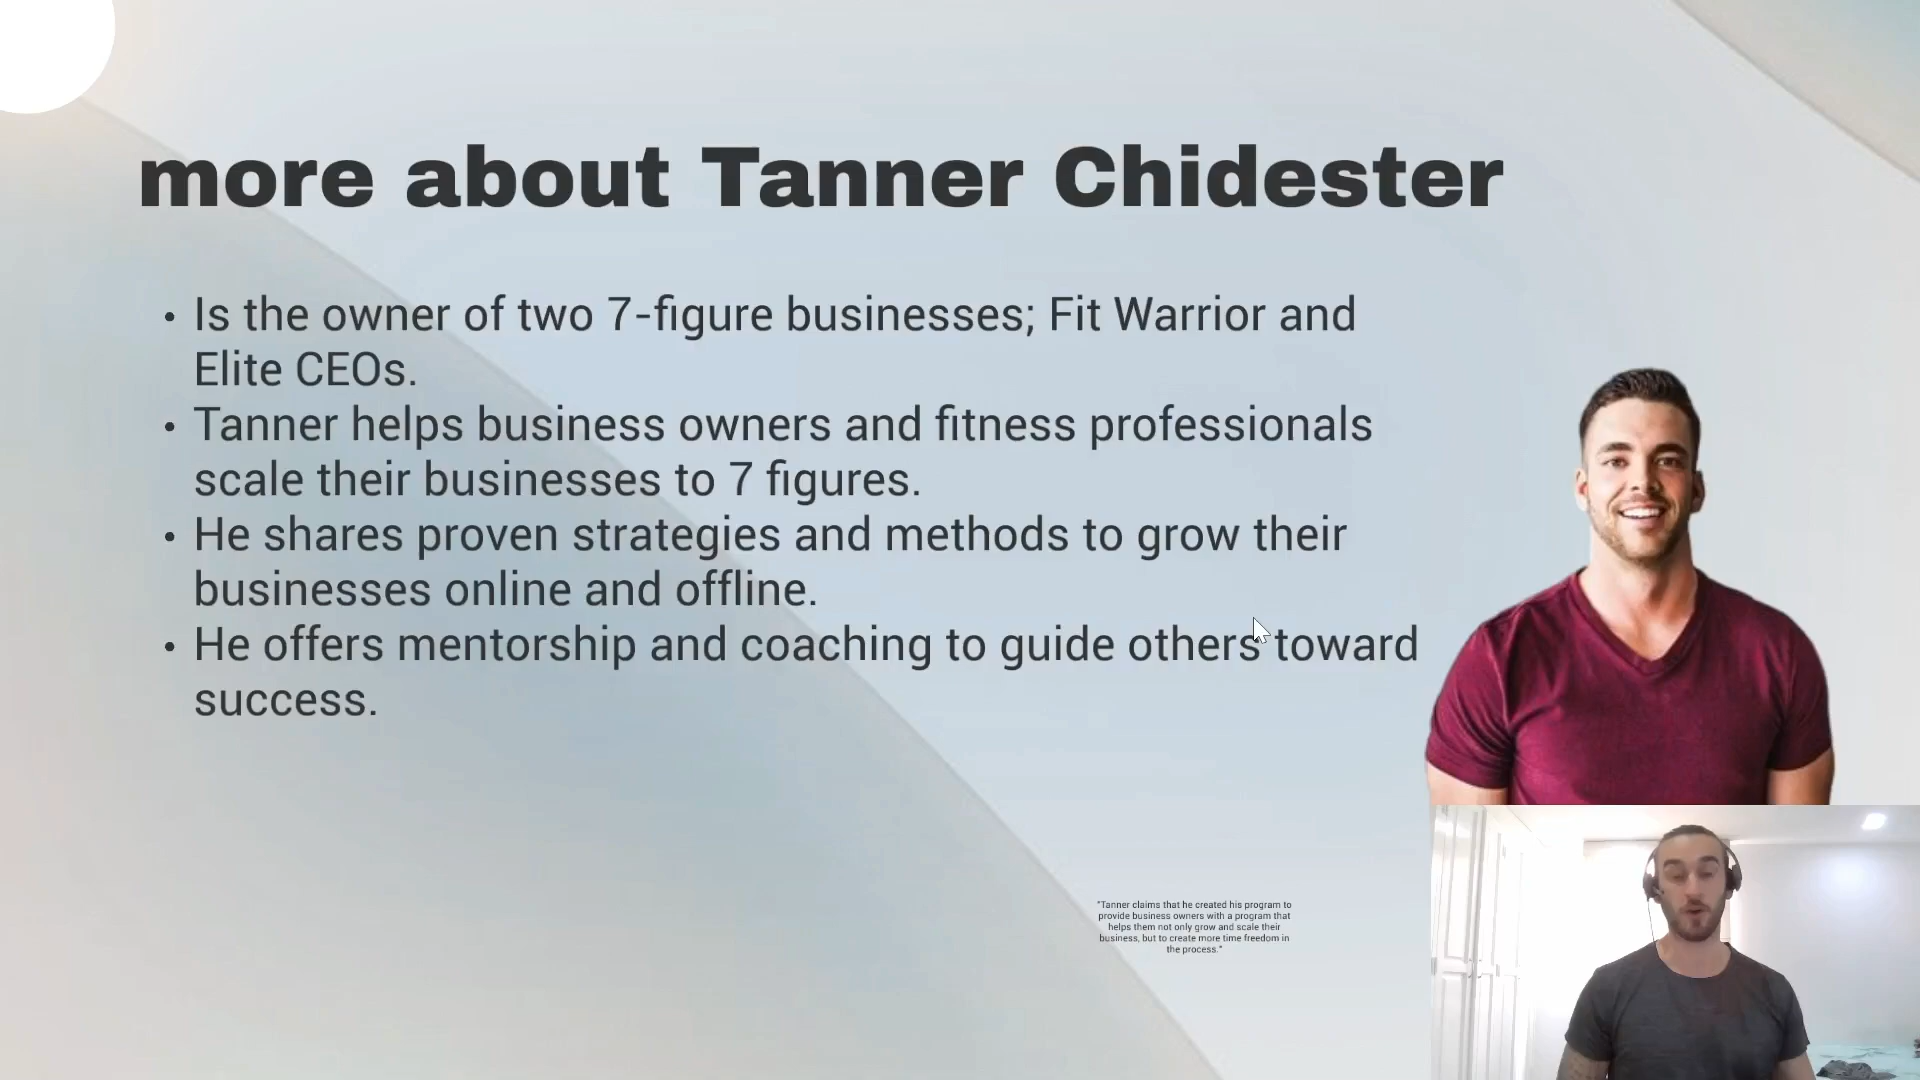 more about Tanner Chidester
• Is the owner of two 7-figure businesses; Fit Warrior and
Elite CEOs.
• Tanner helps business owners and fitness professionals
scale their businesses to 7 figures.
• He shares proven strategies and methods to grow their
businesses online and offline.
• He offers mentorship and coaching to guide others toward
success.
"Tanner claims that he created his program to
provide business owners with a program that
helps them not only grow and scale their
business, but to create more time freedom in
the process."